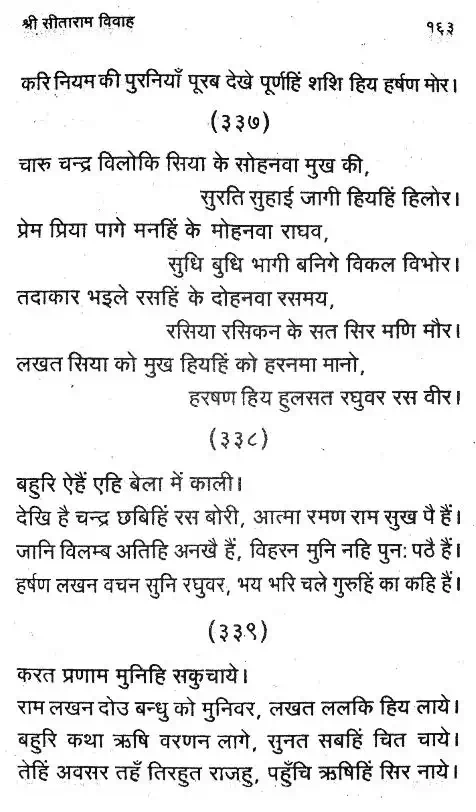 श्री सीताराम विवाह १६३
करि नियम की पुरनियाँ पूरब देखे पूर्णहिं शशि हिय हर्षण मोर।
(३३७)
चारु चन्द्र विलोकि सिया के सोहनवा मुख की,
सुरति सुहाई जागी हियहिं हिलोर।
प्रेम प्रिया पागे मनहिं के मोहनवा राघव,
सुधि बुधि भागी बनिगे विकल विभोर।
तदाकार भइले रसहिं के दोहनवा रसमय,
रसिया रसिकन के सत सिर मणि मौर।
लखत सिया को मुख हियहिं को हरनमा मानो,
हरषण हिय हुलसत रघुवर रस वीर।
(३३८)
बहुरि ऐहैं एहि बेला में काली।
देखि है चन्द्र छबिहिं रस बोरी, आत्मा रमण राम सुख पै हैं।
जानि विलम्ब अतिहि अनखै हैं, विहरन मुनि नहि पुनः पठै हैं।
हर्षण लखन वचन सुनि रघुवर, भय भरि चले गुरुहिं का कहि हैं।
(३३९)
करत प्रणाम मुनिहि सकुचाये।
राम लखन दोउ बन्धु को मुनिवर, लखत ललकि हिय लाये।
बहुरि कथा ऋषि वरणन लागे, सुनत सबहिं चित चाये।
तेहिं अवसर तहँ तिरहुत राजहु, पहुँचि ऋषिहिं सिर नाये।